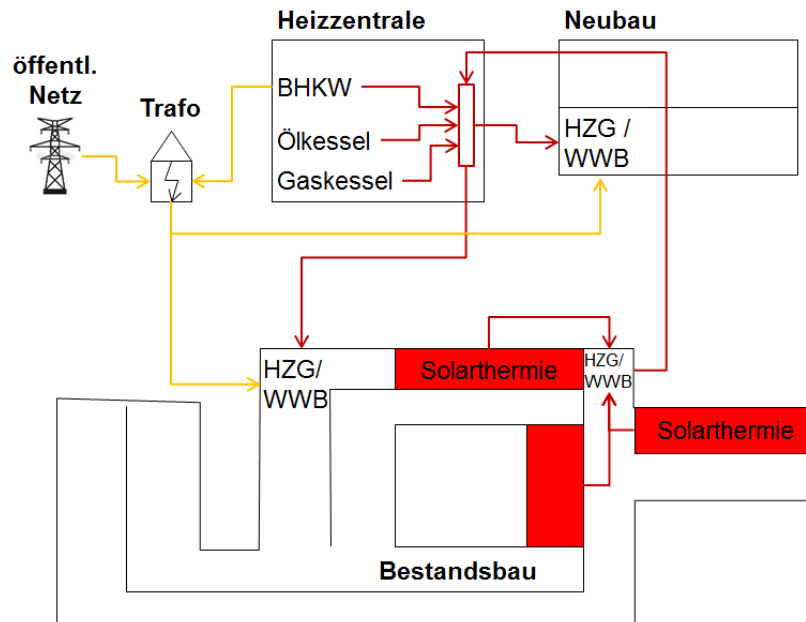 Heizzentrale
Neubau
öffentl.
Netz
Trafo
BHKW
Ölkessel
Gaskessel
HZG /
WWB
HZG/
WWB
Solarthermie
HZG/
WWB
Solarthermie
Bestandsbau